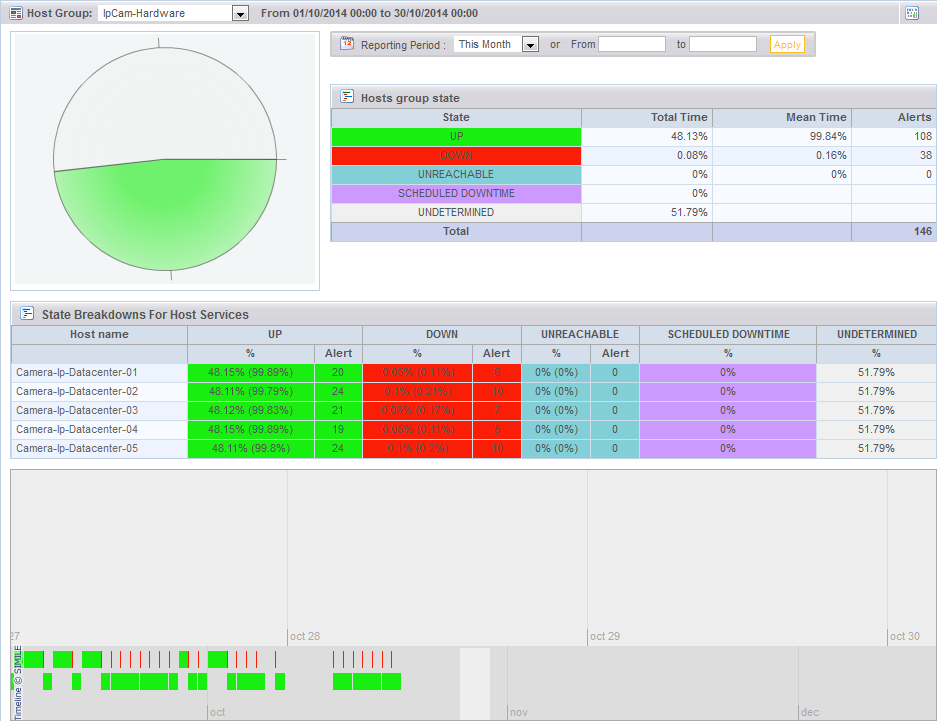 Host Group: IpCam-Hardware From 01/10/2014 00:00 to 30/10/2014 00:00
12 Reporting Period : This Month or From to Apply
Hosts group state
State Total Time Mean Time Alerts
UP 48.13% 99.84% 108
DOWN 0.08% 0.16% 38
UNREACHABLE 0% 0% 0
SCHEDULED DOWNTIME 0%
UNDETERMINED 51.79%
Total 146
State Breakdowns For Host Services
Host name UP DOWN UNREACHABLE SCHEDULED DOWNTIME UNDETERMINED
% Alert % Alert % Alert % %
Camera-Ip-Datacenter-01 48.15% (99.89%) 20 0.05% (0.11%) 0% (0%) 0 0% 51.79%
Camera-Ip-Datacenter-02 48.11% (99.79%) 24 0.1% (0.21%) 10 0% (0%) 0 0% 51.79%
Camera-Ip-Datacenter-03 48.12% (99.83%) 21 (0.17%) 7 0% (0%) 0 0% 51.79%
Camera-Ip-Datacenter-04 48.15% (99.89%) 19 0.05% (0.11%) 0% (0%) 0 0% 51.79%
Camera-Ip-Datacenter-05 48.11% (99.8%) 24 0.1% (0.2%) 10 0% (0%) 0 0% 51.79%
27 oct 28 oct 29 oct 30
Timeline © SIMILE
oct nov dec